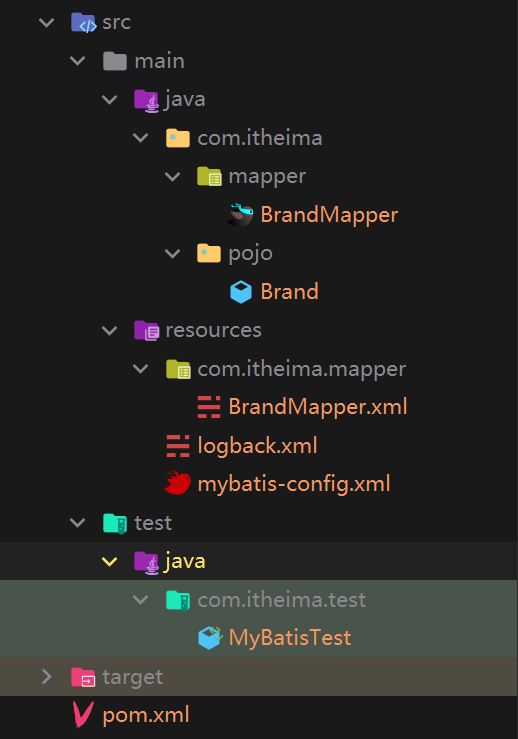 src
main
java
com.itheima
mapper
BrandMapper
pojo
Brand
resources
com.itheima.mapper
BrandMapper.xml
logback.xml
mybatis-config.xml
test
java
com.itheima.test
MyBatisTest
target
pom.xml